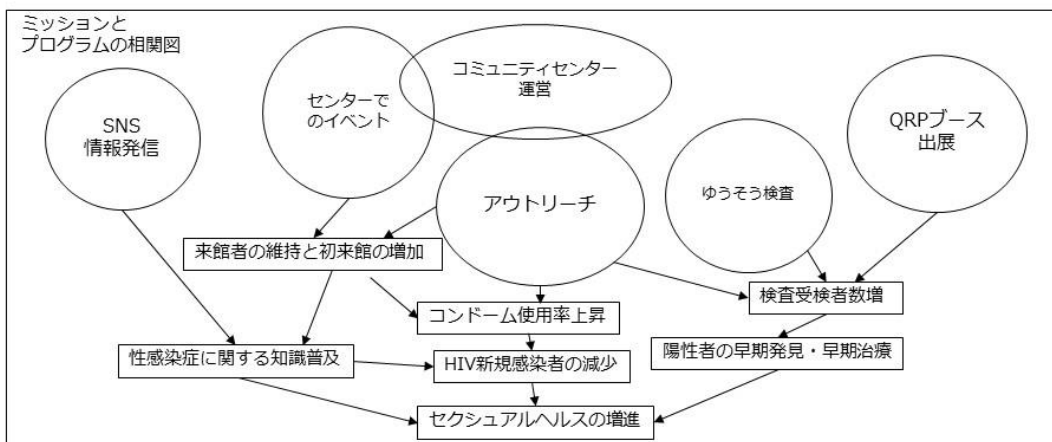 ミッションと
プログラムの相関図
SNS
情報発信
センターで
のイベント
コミュニティセンター
運営
アウトリーチ
ゆうそう検査
QRPブース
出展
来館者の維持と初来館の増加
検査受検者数増
コンドーム使用率上昇
性感染症に関する知識普及
HIV新規感染者の減少
陽性者の早期発見・早期治療
セクシュアルヘルスの増進